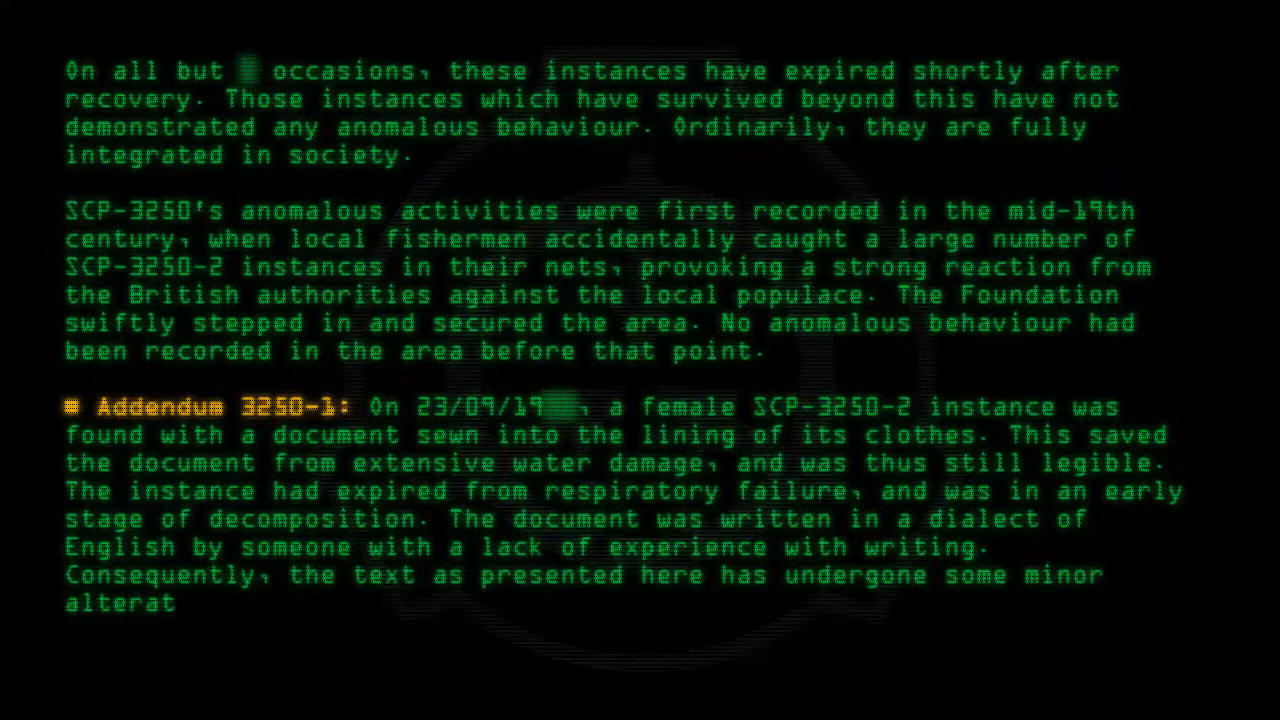 On all but █ occasions, these instances have expired shortly after
recovery. Those instances which have survived beyond this have not
demonstrated any anomalous behaviour. Ordinarily, they are fully
integrated in society.
SCP-3250's anomalous activities were first recorded in the mid-19th
century, when local fishermen accidentally caught a large number of
SCP-3250-2 instances in their nets, provoking a strong reaction from
the British authorities against the local populace. The Foundation
swiftly stepped in and secured the area. No anomalous behaviour had
been recorded in the area before that point.
■ Addendum 3250-1: On 23/09/19██, a female SCP-3250-2 instance was
found with a document sewn into the lining of its clothes. This saved
the document from extensive water damage, and was thus still legible.
The instance had expired from respiratory failure, and was in an early
stage of decomposition. The document was written in a dialect of
English by someone with a lack of experience with writing.
Consequently, the text as presented here has undergone some minor
alterat